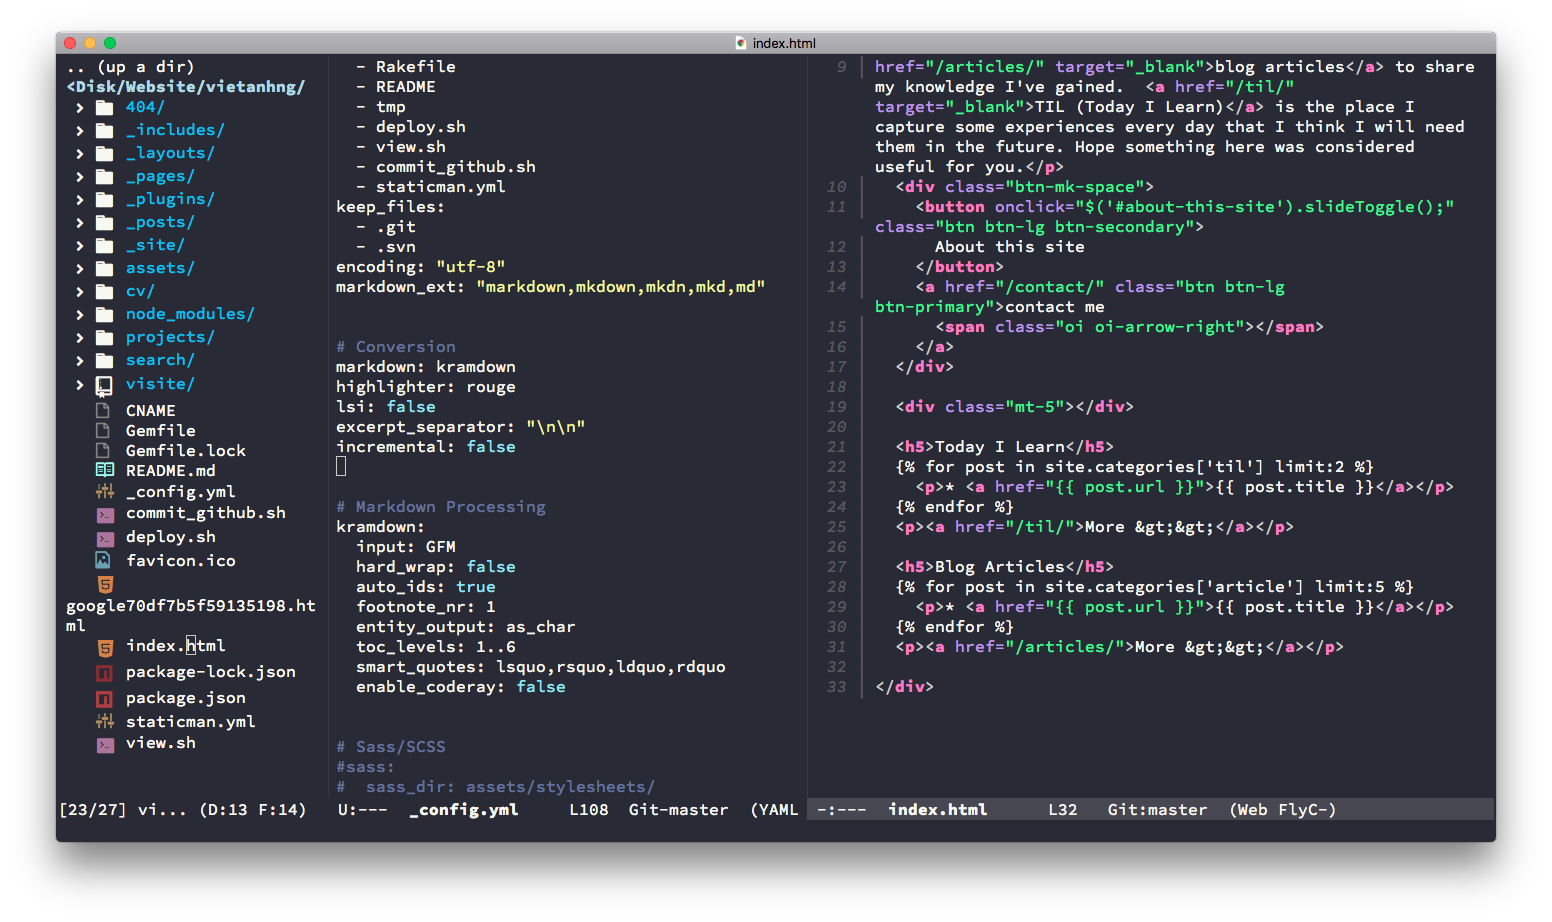 index.html
.. (up a dir)
<Disk/Website/vietanhng/
404/
_includes/
_layouts/
_pages/
_plugins/
_posts/
_site/
assets/
cv/
node_modules/
projects/
search/
visite/
CNAME
Gemfile
Gemfile.lock
README.md
_config.yml
commit_github.sh
deploy.sh
favicon.ico
google70df7b5f59135198.ht
ml
index.html
package-lock.json
package.json
staticman.yml
view.sh
[23/27] vi... (D:13 F:14)
- Rakefile
- README
- tmp
- deploy.sh
- view.sh
- commit_github.sh
- staticman.yml
keep_files:
- .git
- .svn
encoding: "utf-8"
markdown_ext: "markdown,mkdown,mkdn,mkd,md"
# Conversion
markdown: kramdown
highlighter: rouge
lsi: false
excerpt_separator: "\n\n"
incremental: false
# Markdown Processing
kramdown:
input: GFM
hard_wrap: false
auto_ids: true
footnote_nr: 1
entity_output: as_char
toc_levels: 1..6
smart_quotes: lsquo,rsquo,ldquo,rdquo
enable_coderay: false
# Sass/SCSS
#sass:
#  sass_dir: assets/stylesheets/
U:--- _config.yml L108 Git-master (YAML
9 href="/articles/" target="_blank">blog articles</a> to share
my knowledge I've gained.  <a href="/til/"
target="_blank">TIL (Today I Learn)</a> is the place I
capture some experiences every day that I think I will need
them in the future. Hope something here was considered
useful for you.</p>
10 <div class="btn-mk-space">
11 <button onclick="$('#about-this-site').slideToggle();"
class="btn btn-lg btn-secondary">
12 About this site
13 </button>
14 <a href="/contact/" class="btn btn-lg
btn-primary">contact me
15 <span class="oi oi-arrow-right"></span>
16 </a>
17 </div>
18
19 <div class="mt-5"></div>
20
21 <h5>Today I Learn</h5>
22 {% for post in site.categories['til'] limit:2 %}
23 <p>* <a href="{{ post.url }}">{{ post.title }}</a></p>
24 {% endfor %}
25 <p><a href="/til/">More &gt;&gt;</a></p>
26
27 <h5>Blog Articles</h5>
28 {% for post in site.categories['article'] limit:5 %}
29 <p>* <a href="{{ post.url }}">{{ post.title }}</a></p>
30 {% endfor %}
31 <p><a href="/articles/">More &gt;&gt;</a></p>
32
33 </div>
-:--- index.html L32 Git:master (Web FlyC-)